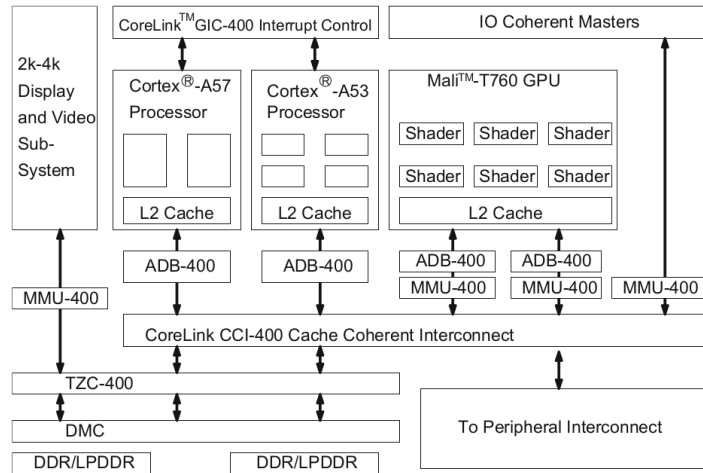 CoreLink™GIC-400 Interrupt Control
IO Coherent Masters
2k-4k
Display
and Video
Sub-
System
Cortex®-A57
Processor
L2 Cache
Cortex®-A53
Processor
L2 Cache
Mali™-T760 GPU
Shader Shader Shader
Shader Shader Shader
L2 Cache
ADB-400
ADB-400
ADB-400 ADB-400
MMU-400
MMU-400 MMU-400 MMU-400
CoreLink CCI-400 Cache Coherent Interconnect
TZC-400
DMC
To Peripheral Interconnect
DDR/LPDDR
DDR/LPDDR